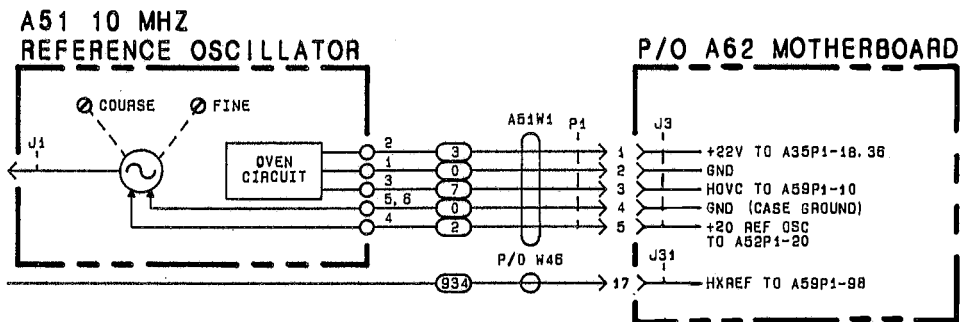 A51 10 MHZ
REFERENCE OSCILLATOR
P/O A62 MOTHERBOARD
COURSE
FINE
J1
OVEN
CIRCUIT
A51W1
P1
J3
2
3
1
+22V TO A35P1-18,36
1
0
2
GND
3
7
3
HOVC TO A59P1-10
5,6
0
4
GND (CASE GROUND)
4
2
5
+20 REF OSC
TO A52P1-20
P/O W46
J31
934
17
HXREF TO A59P1-98